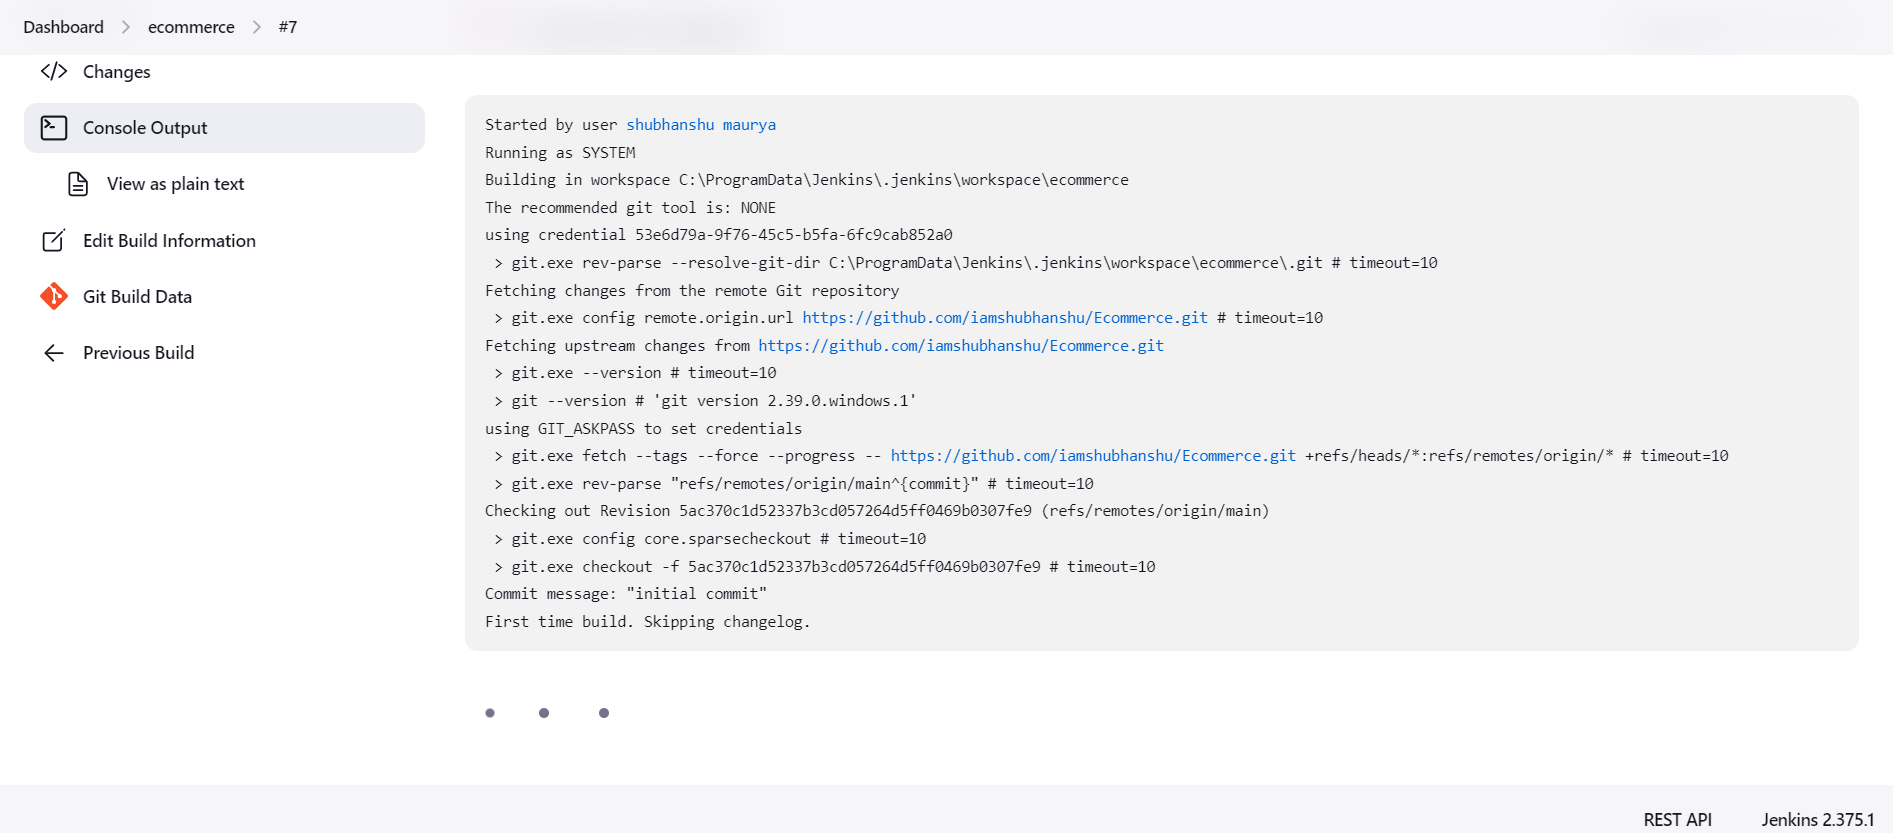 Dashboard > ecommerce > #7
Changes
Console Output
View as plain text
Edit Build Information
Git Build Data
Previous Build
Started by user shubhanshu maurya
Running as SYSTEM
Building in workspace C:\ProgramData\Jenkins\.jenkins\workspace\ecommerce
The recommended git tool is: NONE
using credential 53e6d79a-9f76-45c5-b5fa-6fc9cab852a0
 > git.exe rev-parse --resolve-git-dir C:\ProgramData\Jenkins\.jenkins\workspace\ecommerce\.git # timeout=10
Fetching changes from the remote Git repository
 > git.exe config remote.origin.url https://github.com/iamshubhanshu/Ecommerce.git # timeout=10
Fetching upstream changes from https://github.com/iamshubhanshu/Ecommerce.git
 > git.exe --version # timeout=10
 > git --version # 'git version 2.39.0.windows.1'
using GIT_ASKPASS to set credentials
 > git.exe fetch --tags --force --progress -- https://github.com/iamshubhanshu/Ecommerce.git +refs/heads/*:refs/remotes/origin/* # timeout=10
 > git.exe rev-parse "refs/remotes/origin/main^{commit}" # timeout=10
Checking out Revision 5ac370c1d52337b3cd057264d5ff0469b0307fe9 (refs/remotes/origin/main)
 > git.exe config core.sparsecheckout # timeout=10
 > git.exe checkout -f 5ac370c1d52337b3cd057264d5ff0469b0307fe9 # timeout=10
Commit message: "initial commit"
First time build. Skipping changelog.
REST API
Jenkins 2.375.1